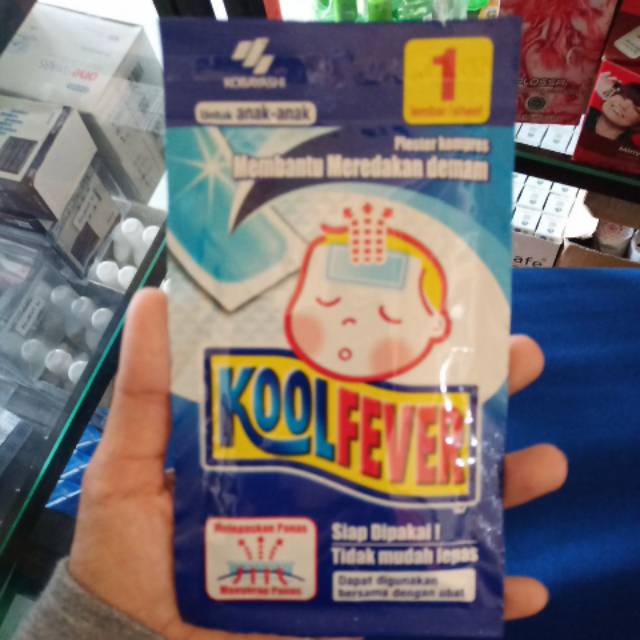 KOBAYASHI
1
lembar/sheet
Untuk anak-anak
Plester kompres
Membantu Meredakan demam
KOOLFEVER
Melepaskan Panas
Menyerap Panas
Siap Dipakai !
Tidak mudah lepas
Dapat digunakan
bersama dengan obat